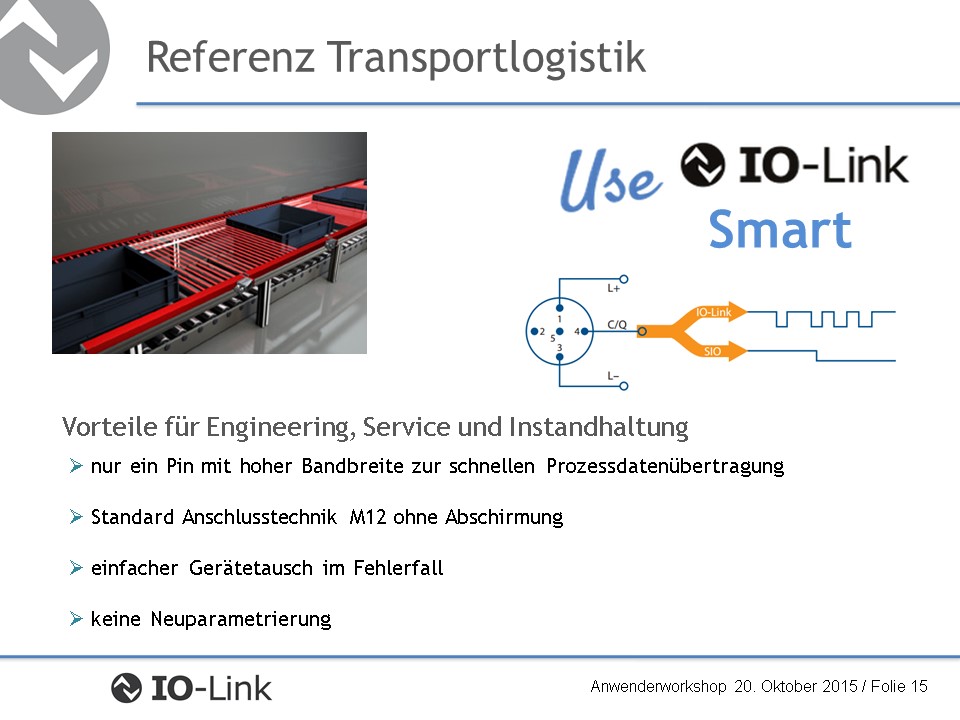 Referenz Transportlogistik
Use IO-Link
Smart
L+
1
2
5
4
3
C/Q
L–
IO-Link
SIO
Vorteile für Engineering, Service und Instandhaltung
nur ein Pin mit hoher Bandbreite zur schnellen Prozessdatenübertragung
Standard Anschlusstechnik M12 ohne Abschirmung
einfacher Gerätetausch im Fehlerfall
keine Neuparametrierung
IO-Link
Anwenderworkshop 20. Oktober 2015 / Folie 15